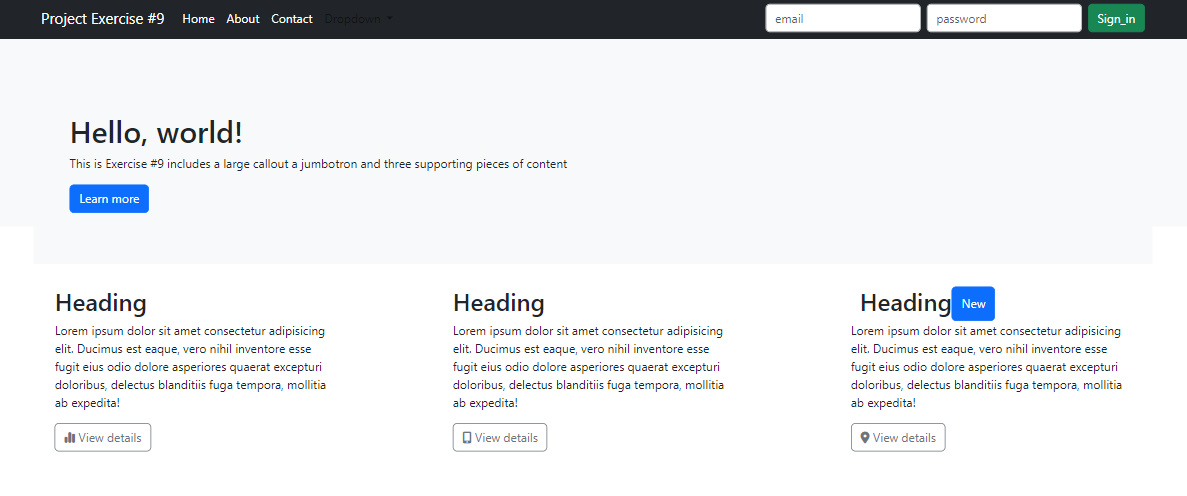 Project Exercise #9 Home About Contact Dropdown email password Sign_in
Hello, world!
This is Exercise #9 includes a large callout a jumbotron and three supporting pieces of content
Learn more
Heading
Lorem ipsum dolor sit amet consectetur adipisicing
elit. Ducimus est eaque, vero nihil inventore esse
fugit eius odio dolore asperiores quaerat excepturi
doloribus, delectus blanditiis fuga tempora, mollitia
ab expedita!
View details
Heading
Lorem ipsum dolor sit amet consectetur adipisicing
elit. Ducimus est eaque, vero nihil inventore esse
fugit eius odio dolore asperiores quaerat excepturi
doloribus, delectus blanditiis fuga tempora, mollitia
ab expedita!
View details
Heading New
Lorem ipsum dolor sit amet consectetur adipisicing
elit. Ducimus est eaque, vero nihil inventore esse
fugit eius odio dolore asperiores quaerat excepturi
doloribus, delectus blanditiis fuga tempora, mollitia
ab expedita!
View details